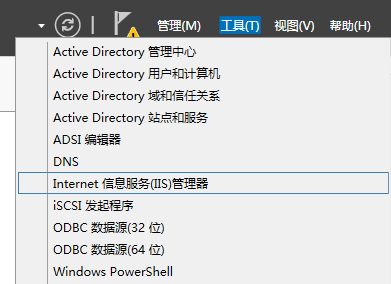 管理(M) 工具(T) 视图(V) 帮助(H)
Active Directory 管理中心
Active Directory 用户和计算机
Active Directory 域和信任关系
Active Directory 站点和服务
ADSI 编辑器
DNS
Internet 信息服务(IIS)管理器
iSCSI 发起程序
ODBC 数据源(32 位)
ODBC 数据源(64 位)
Windows PowerShell